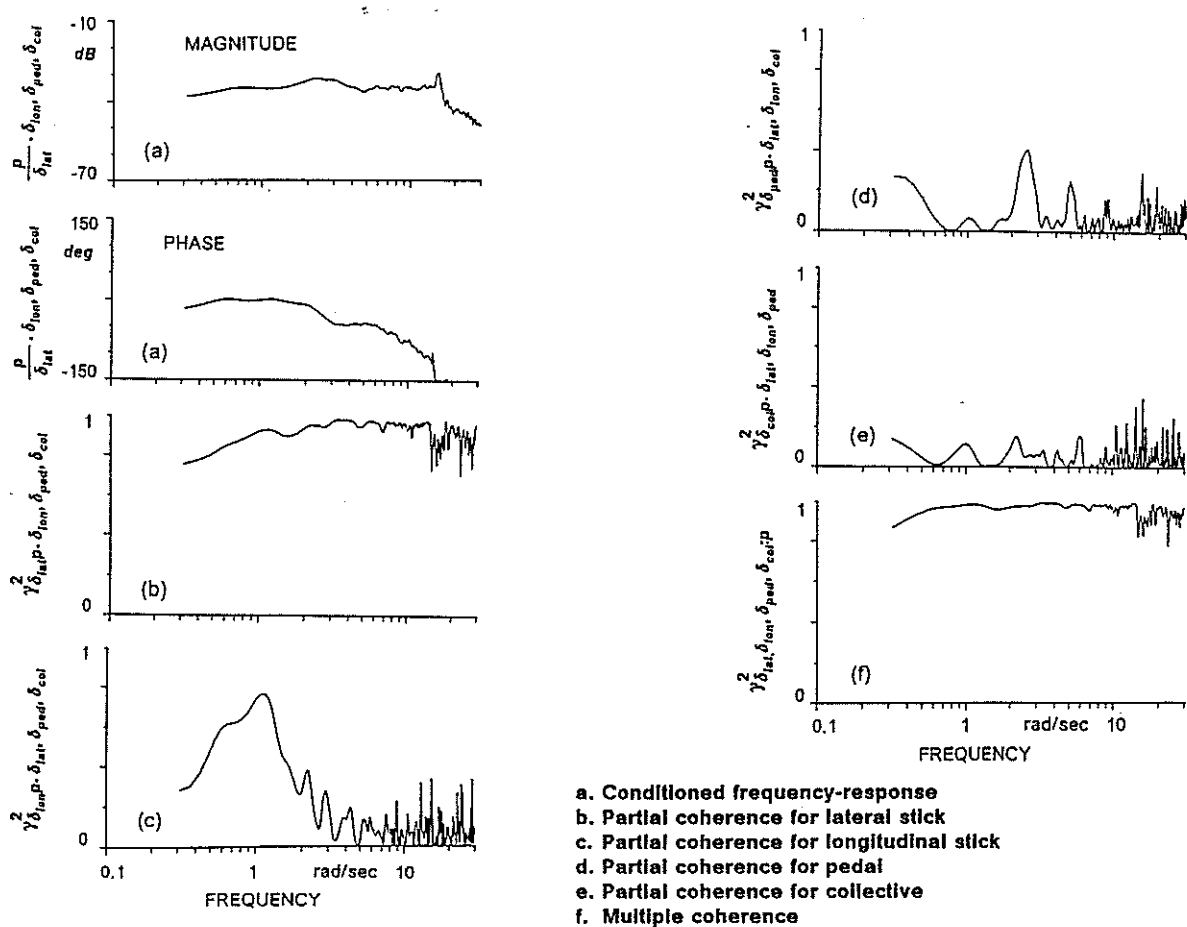 -10
dB
MAGNITUDE
(a)
-70
p/δlat · δlon, δped, δcol
150
deg
PHASE
(a)
-150
p/δlat · δlon, δped, δcol
1
(b)
0
γ²δlatp·δlon, δped, δcol
1
(c)
0
γ²δlonp·δlat, δped, δcol
0.1
1
rad/sec
10
FREQUENCY
1
(d)
0
γ²δpedp·δlat, δlon, δcol
1
(e)
0
γ²δcolp·δlat, δlon, δped
1
(f)
0
γ²δlat, δlon, δped, δcol:p
0.1
1
rad/sec
10
FREQUENCY
a. Conditioned frequency-response
b. Partial coherence for lateral stick
c. Partial coherence for longitudinal stick
d. Partial coherence for pedal
e. Partial coherence for collective
f. Multiple coherence